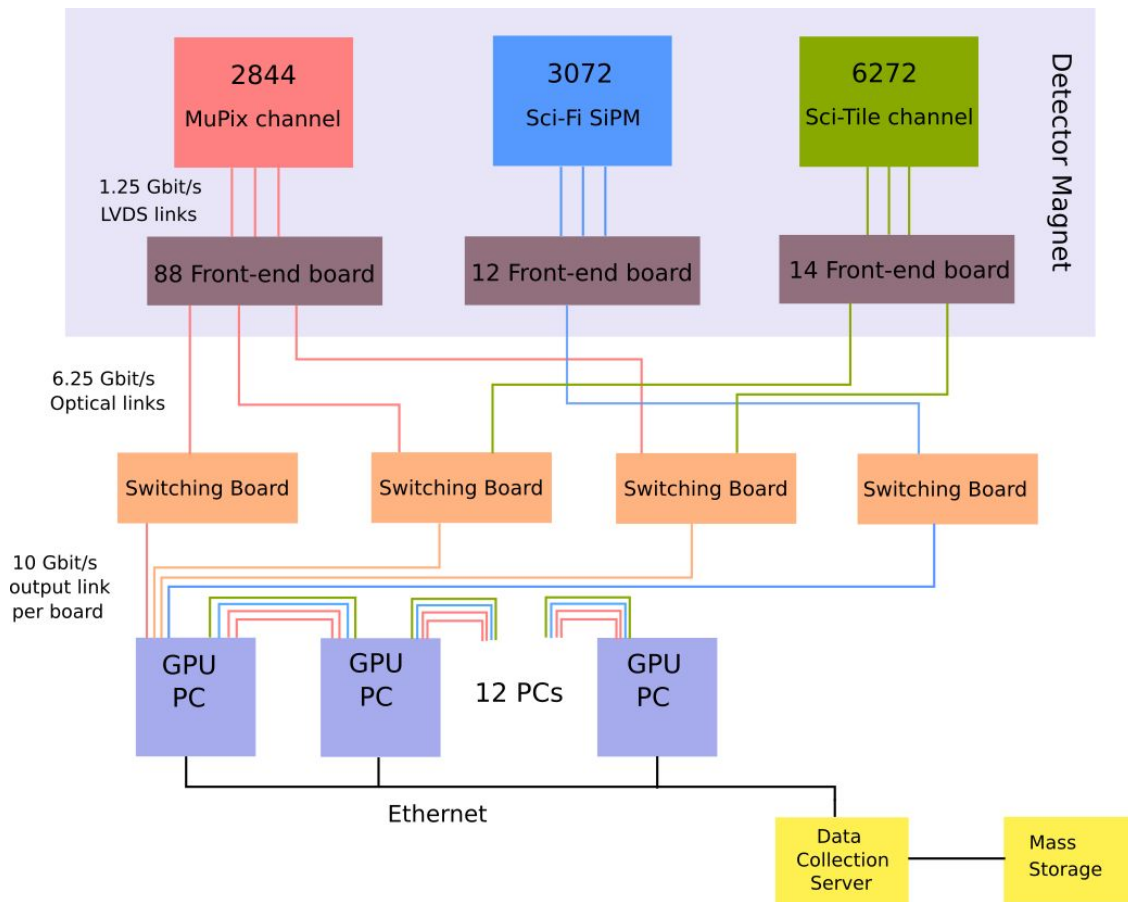 2844
MuPix channel
3072
Sci-Fi SiPM
6272
Sci-Tile channel
Detector Magnet
1.25 Gbit/s
LVDS links
88 Front-end board
12 Front-end board
14 Front-end board
6.25 Gbit/s
Optical links
Switching Board
Switching Board
Switching Board
Switching Board
10 Gbit/s
output link
per board
GPU
PC
GPU
PC
12 PCs
GPU
PC
Ethernet
Data
Collection
Server
Mass
Storage